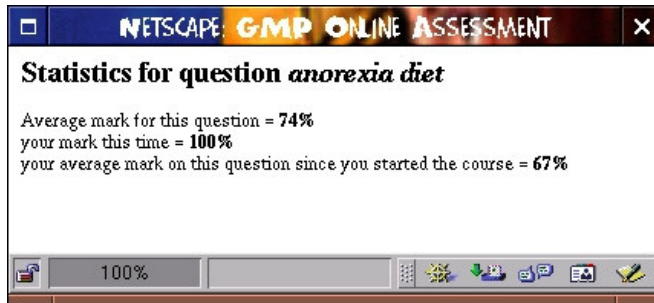 NETSCAPE: GMP ONLINE ASSESSMENT
Statistics for question anorexia diet
Average mark for this question = 74%
your mark this time = 100%
your average mark on this question since you started the course = 67%
100%